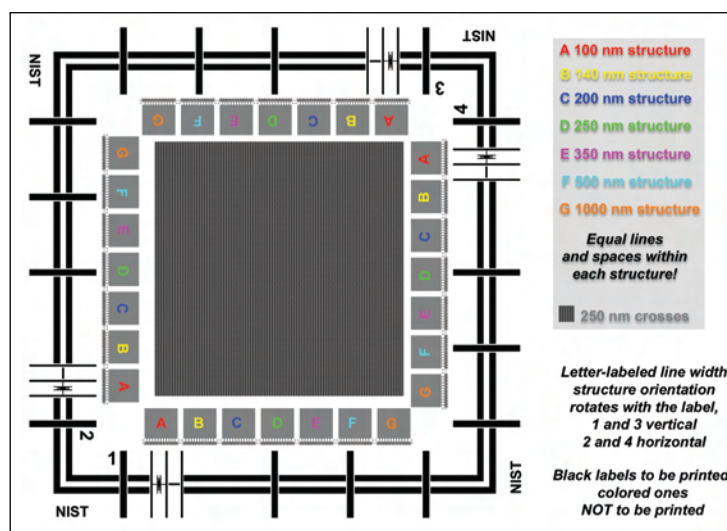 NIST
NIST
3
4
G F E D C B A
G
F
E
D
C
B
A
A
B
C
D
E
F
G
A B C D E F G
2
1
NIST
NIST
A 100 nm structure
B 140 nm structure
C 200 nm structure
D 250 nm structure
E 350 nm structure
F 500 nm structure
G 1000 nm structure
Equal lines
and spaces within
each structure!
250 nm crosses
Letter-labeled line width
structure orientation
rotates with the label,
1 and 3 vertical
2 and 4 horizontal
Black labels to be printed
colored ones
NOT to be printed